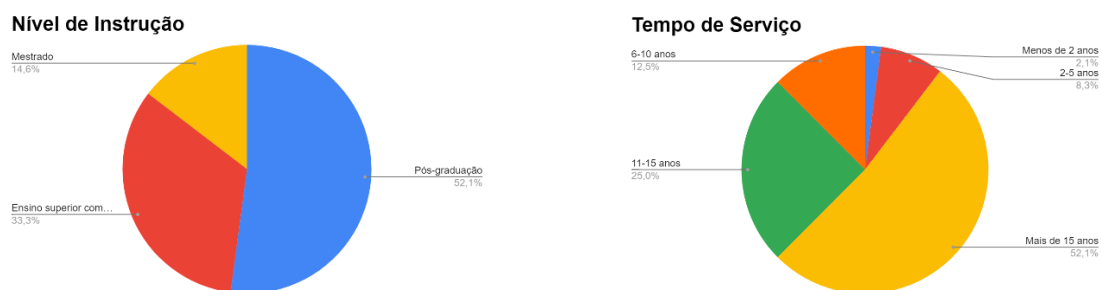 Nível de Instrução
Mestrado
14,6%
Pós-graduação
52,1%
Ensino superior com…
33,3%
Tempo de Serviço
6-10 anos
12,5%
Menos de 2 anos
2,1%
2-5 anos
8,3%
11-15 anos
25,0%
Mais de 15 anos
52,1%